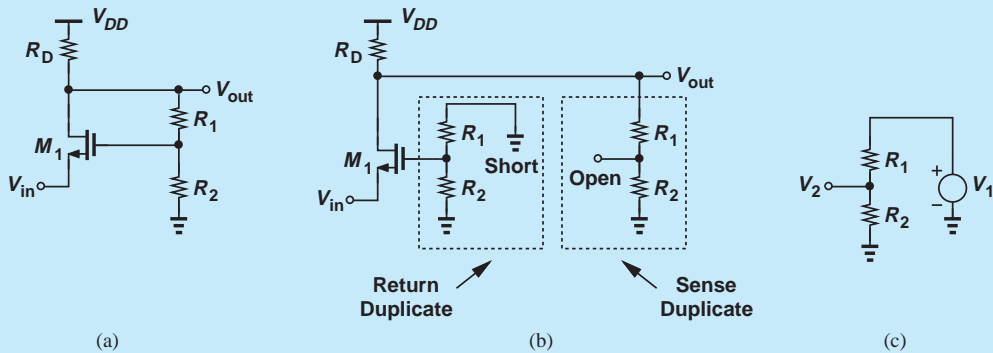 V_DD
R_D
V_out
R_1
M_1
V_in
R_2
(a)
V_DD
R_D
V_out
R_1
Short
M_1
R_2
V_in
R_1
Open
R_2
Return
Duplicate
Sense
Duplicate
(b)
R_1
+
V_2
V_1
−
R_2
(c)